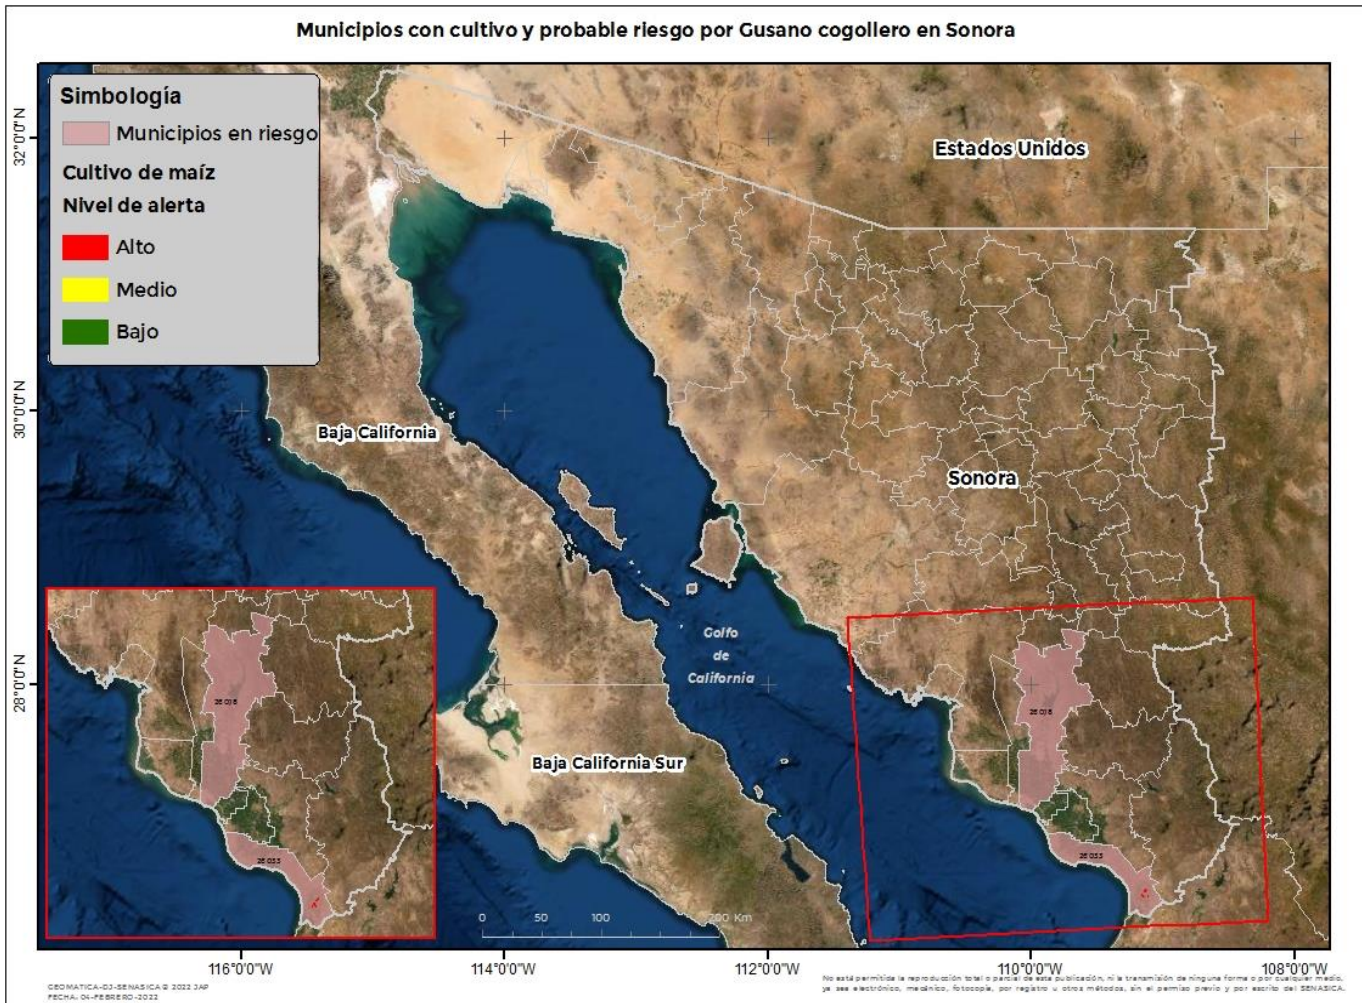 Municipios con cultivo y probable riesgo por Gusano cogollero en Sonora
Simbología
Municipios en riesgo
Cultivo de maíz
Nivel de alerta
Alto
Medio
Bajo
32°0'0"N
30°0'0"N
28°0'0"N
Estados Unidos
Baja California
Sonora
Golfo
de
California
Baja California Sur
26018
26033
26018
26033
0 50 100 200 Km
116°0'0"W 114°0'0"W 112°0'0"W 110°0'0"W 108°0'0"W
GEOMATICA-DJ-SENASICA © 2022 JAP
FECHA: 04-FEBRERO-2022
No está permitida la reproducción total o parcial de esta publicación, ni la transmisión de ninguna forma o por cualquier medio,
ya sea electrónico, mecánico, fotocopia, por registro u otros métodos, sin el permiso previo y por escrito del SENASICA.